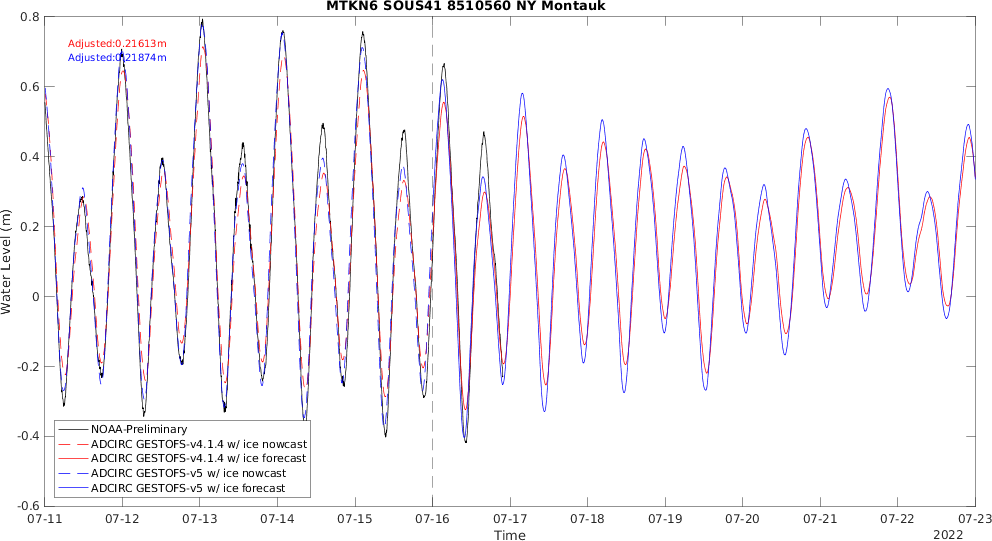 MTKN6 SOUS41 8510560 NY Montauk
Adjusted:0.21613m
Adjusted:0.21874m
Water Level (m)
0.8
0.6
0.4
0.2
0
-0.2
-0.4
-0.6
NOAA-Preliminary
ADCIRC GESTOFS-v4.1.4 w/ ice nowcast
ADCIRC GESTOFS-v4.1.4 w/ ice forecast
ADCIRC GESTOFS-v5 w/ ice nowcast
ADCIRC GESTOFS-v5 w/ ice forecast
07-11 07-12 07-13 07-14 07-15 07-16 07-17 07-18 07-19 07-20 07-21 07-22 07-23
Time
2022